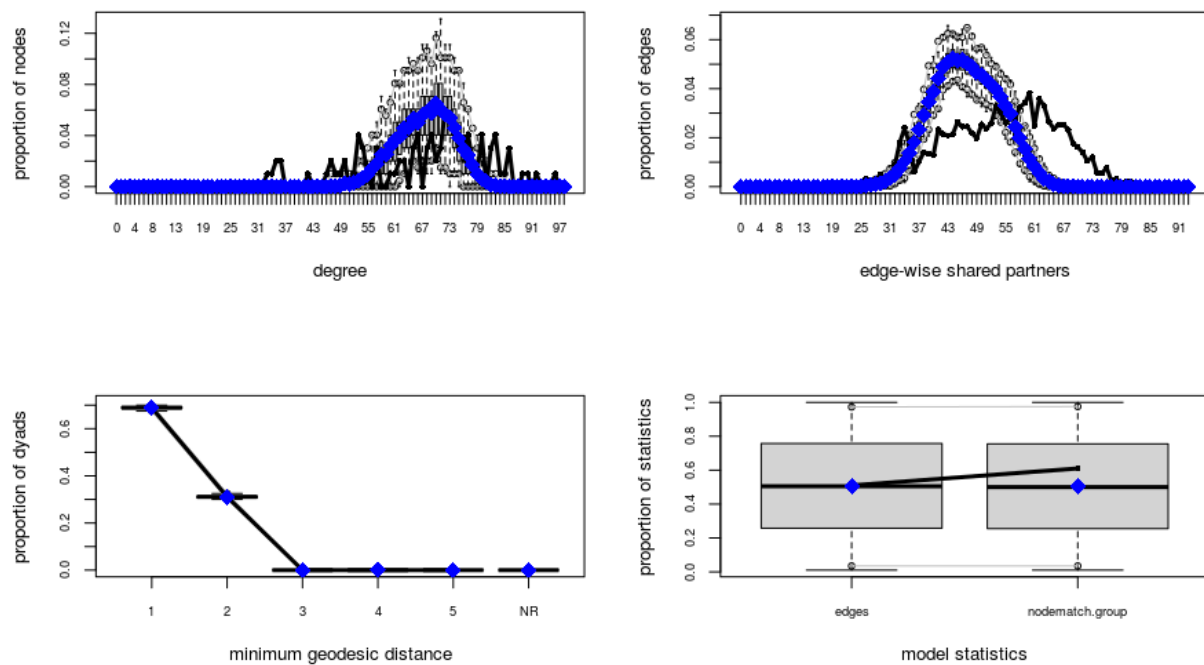 proportion of nodes
0.12
0.08
0.04
0.00
0 4 8 13 19 25 31 37 43 49 55 61 67 73 79 85 91 97
degree
proportion of edges
0.06
0.04
0.02
0.00
0 4 8 13 19 25 31 37 43 49 55 61 67 73 79 85 91
edge-wise shared partners
proportion of dyads
0.6
0.4
0.2
0.0
1 2 3 4 5 NR
minimum geodesic distance
proportion of statistics
1.0
0.8
0.6
0.4
0.2
0.0
edges nodematch.group
model statistics